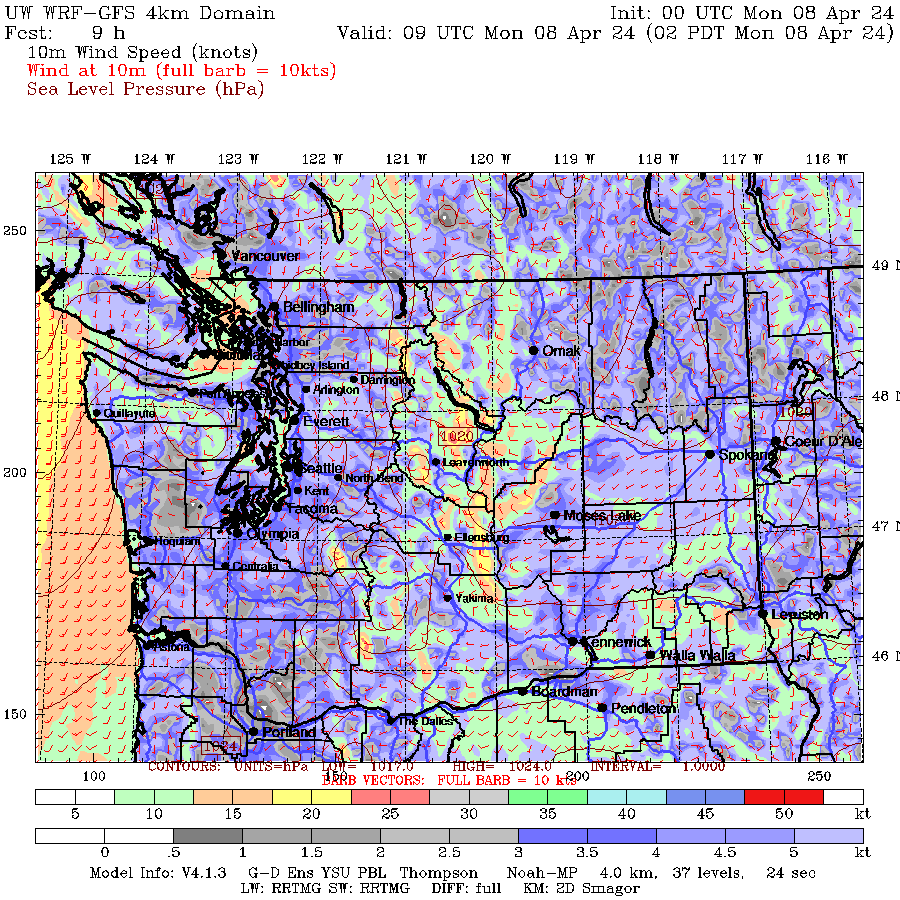 UW WRF-GFS 4km Domain Init: 00 UTC Mon 08 Apr 24
Fcst: 9 h Valid: 09 UTC Mon 08 Apr 24 (02 PDT Mon 08 Apr 24)
10m Wind Speed (knots)
Wind at 10m (full barb = 10kts)
Sea Level Pressure (hPa)
125 W 124 W 123 W 122 W 121 W 120 W 119 W 118 W 117 W 116 W
250
Vancouver
49 N
Bellingham
Harbor
Omak
Whidbey Island
Darrington
Arlington
48 N
Quillayute
1020
Everett
1020
Coeur D'Ale
Spokane
Leavenworth
200
Seattle
North Bend
Kent
Tacoma
Moses Lake
47 N
Olympia
Ellensburg
Hoquiam
Centralia
Yakima
Lewiston
Kennewick
Astoria
Walla Walla
46 N
Boardman
Pendleton
150
The Dalles
Portland
1024
CONTOURS: UNITS=hPa LOW= 1017.0 HIGH= 1024.0 INTERVAL= 1.0000
100 150 200 250
BARB VECTORS: FULL BARB = 10 kts
5 10 15 20 25 30 35 40 45 50 kt
0 .5 1 1.5 2 2.5 3 3.5 4 4.5 5 kt
Model Info: V4.1.3 G-D Ens YSU PBL Thompson Noah-MP 4.0 km, 37 levels, 24 sec
LW: RRTMG SW: RRTMG DIFF: full KM: 2D Smagor